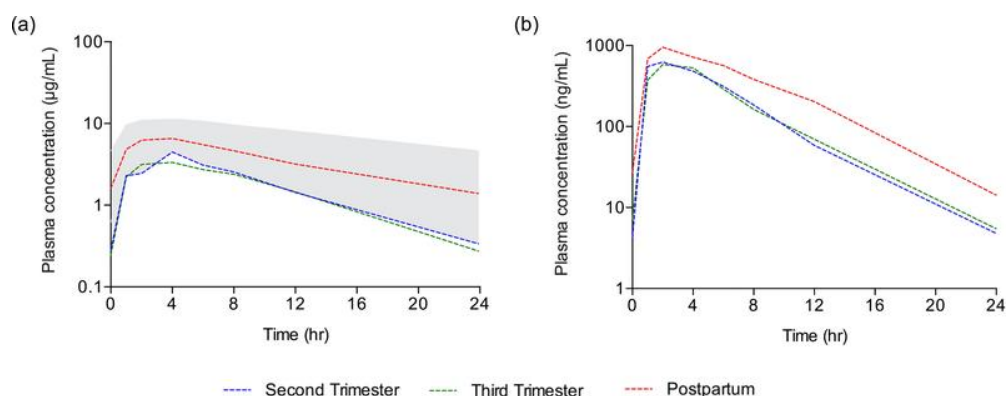 (a)
Plasma concentration (µg/mL)
100
10
1
0.1
0 4 8 12 16 20 24
Time (hr)
(b)
Plasma concentration (ng/mL)
1000
100
10
1
0 4 8 12 16 20 24
Time (hr)
Second Trimester Third Trimester Postpartum